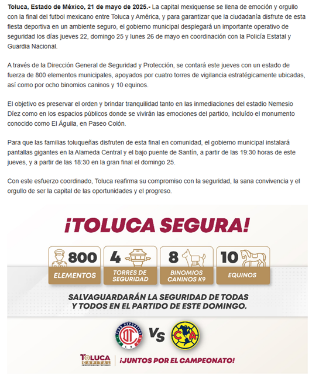 Toluca, Estado de México, 21 de mayo de 2025.- La capital mexiquense se llena de emoción y orgullo
con la final del futbol mexicano entre Toluca y América, y para garantizar que la ciudadanía disfrute de esta
fiesta deportiva en un ambiente seguro, el gobierno municipal desplegará un importante operativo de
seguridad los días jueves 22, domingo 25 y lunes 26 de mayo en coordinación con la Policía Estatal y
Guardia Nacional.
A través de la Dirección General de Seguridad y Protección, se contará este jueves con un estado de
fuerza de 800 elementos municipales, apoyados por cuatro torres de vigilancia estratégicamente ubicadas,
así como por ocho binomios caninos y 10 equinos.
El objetivo es preservar el orden y brindar tranquilidad tanto en las inmediaciones del estadio Nemesio
Díez como en los espacios públicos donde se vivirán las emociones del partido, incluido el monumento
conocido como El Águila, en Paseo Colón.
Para que las familias toluqueñas disfruten de esta final en comunidad, el gobierno municipal instalará
pantallas gigantes en la Alameda Central y el bajo puente de Santín, a partir de las 19:30 horas de este
jueves, y a partir de las 18:30 en la gran final el domingo 25.
Con este esfuerzo coordinado, Toluca reafirma su compromiso con la seguridad, la sana convivencia y el
orgullo de ser la capital de las oportunidades y el progreso.
¡TOLUCA SEGURA!
800 ELEMENTOS
4 TORRES DE SEGURIDAD
8 BINOMIOS CANINOS K9
10 EQUINOS
SALVAGUARDARÁN LA SEGURIDAD DE TODAS
Y TODOS EN EL PARTIDO DE ESTE DOMINGO.
VS
TOLUCA
¡JUNTOS POR EL CAMPEONATO!